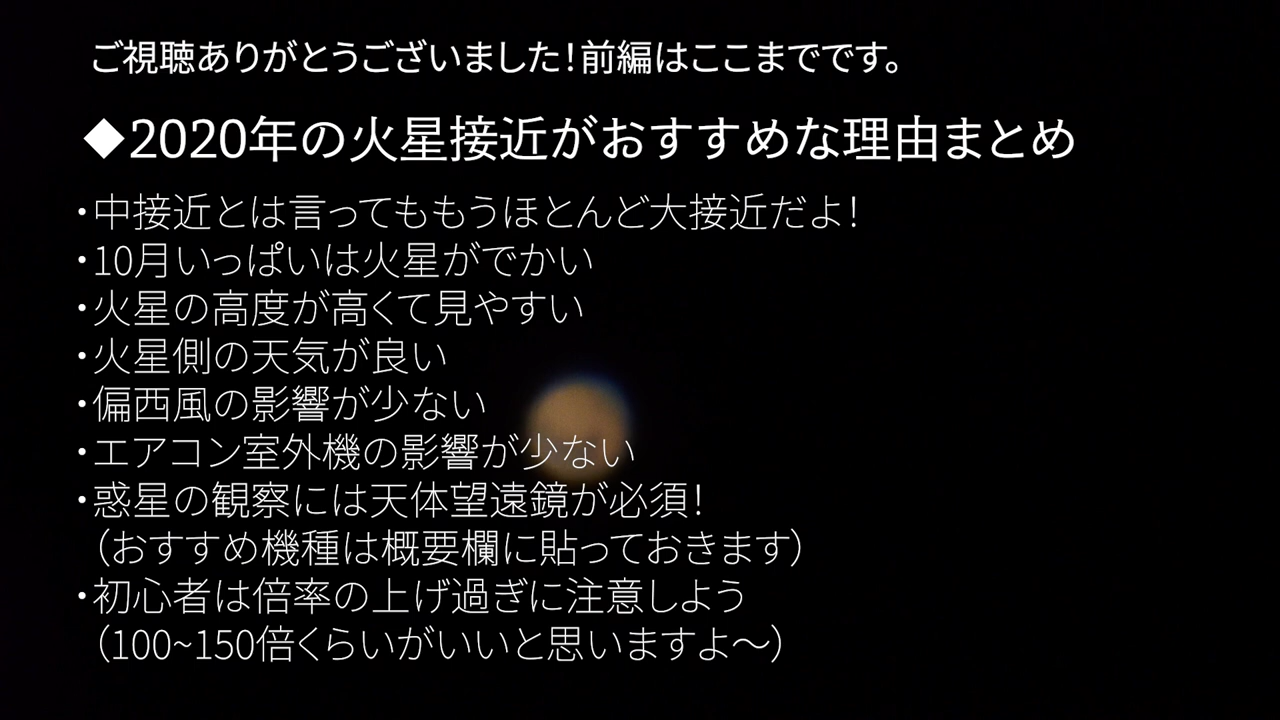 ご視聴ありがとうございました！前編はここまでです。
◆2020年の火星接近がおすすめな理由まとめ
・中接近とは言ってももうほとんど大接近だよ！
・10月いっぱいは火星がでかい
・火星の高度が高くて見やすい
・火星側の天気が良い
・偏西風の影響が少ない
・エアコン室外機の影響が少ない
・惑星の観察には天体望遠鏡が必須！
（おすすめ機種は概要欄に貼っておきます）
・初心者は倍率の上げ過ぎに注意しよう
（100~150倍くらいがいいと思いますよ～）